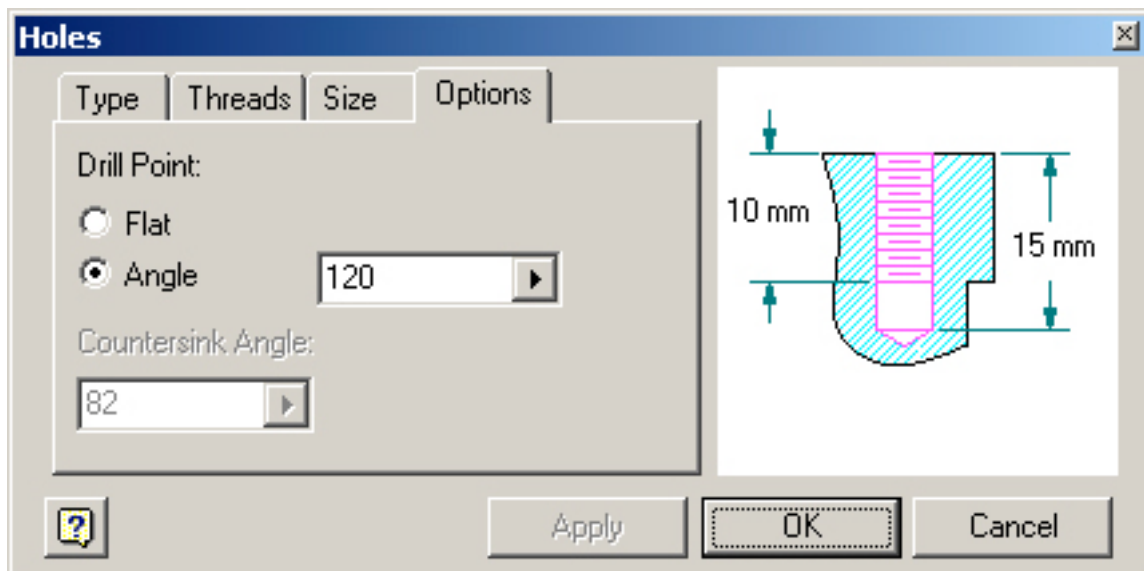 Holes
Type Threads Size Options
Drill Point:
Flat
Angle 120
Countersink Angle:
82
10 mm
15 mm
Apply OK Cancel